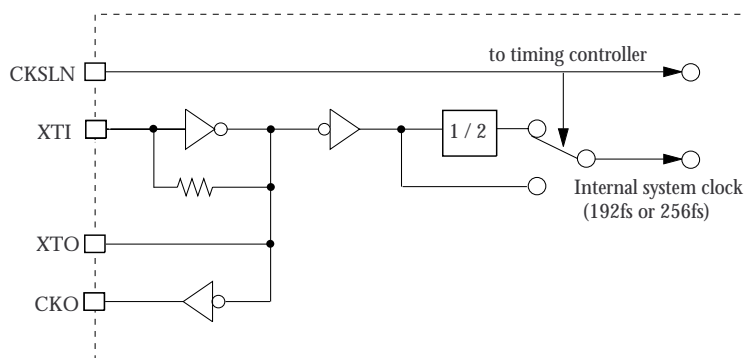 to timing controller
CKSLN
XTI
1 / 2
Internal system clock
(192fs or 256fs)
XTO
CKO